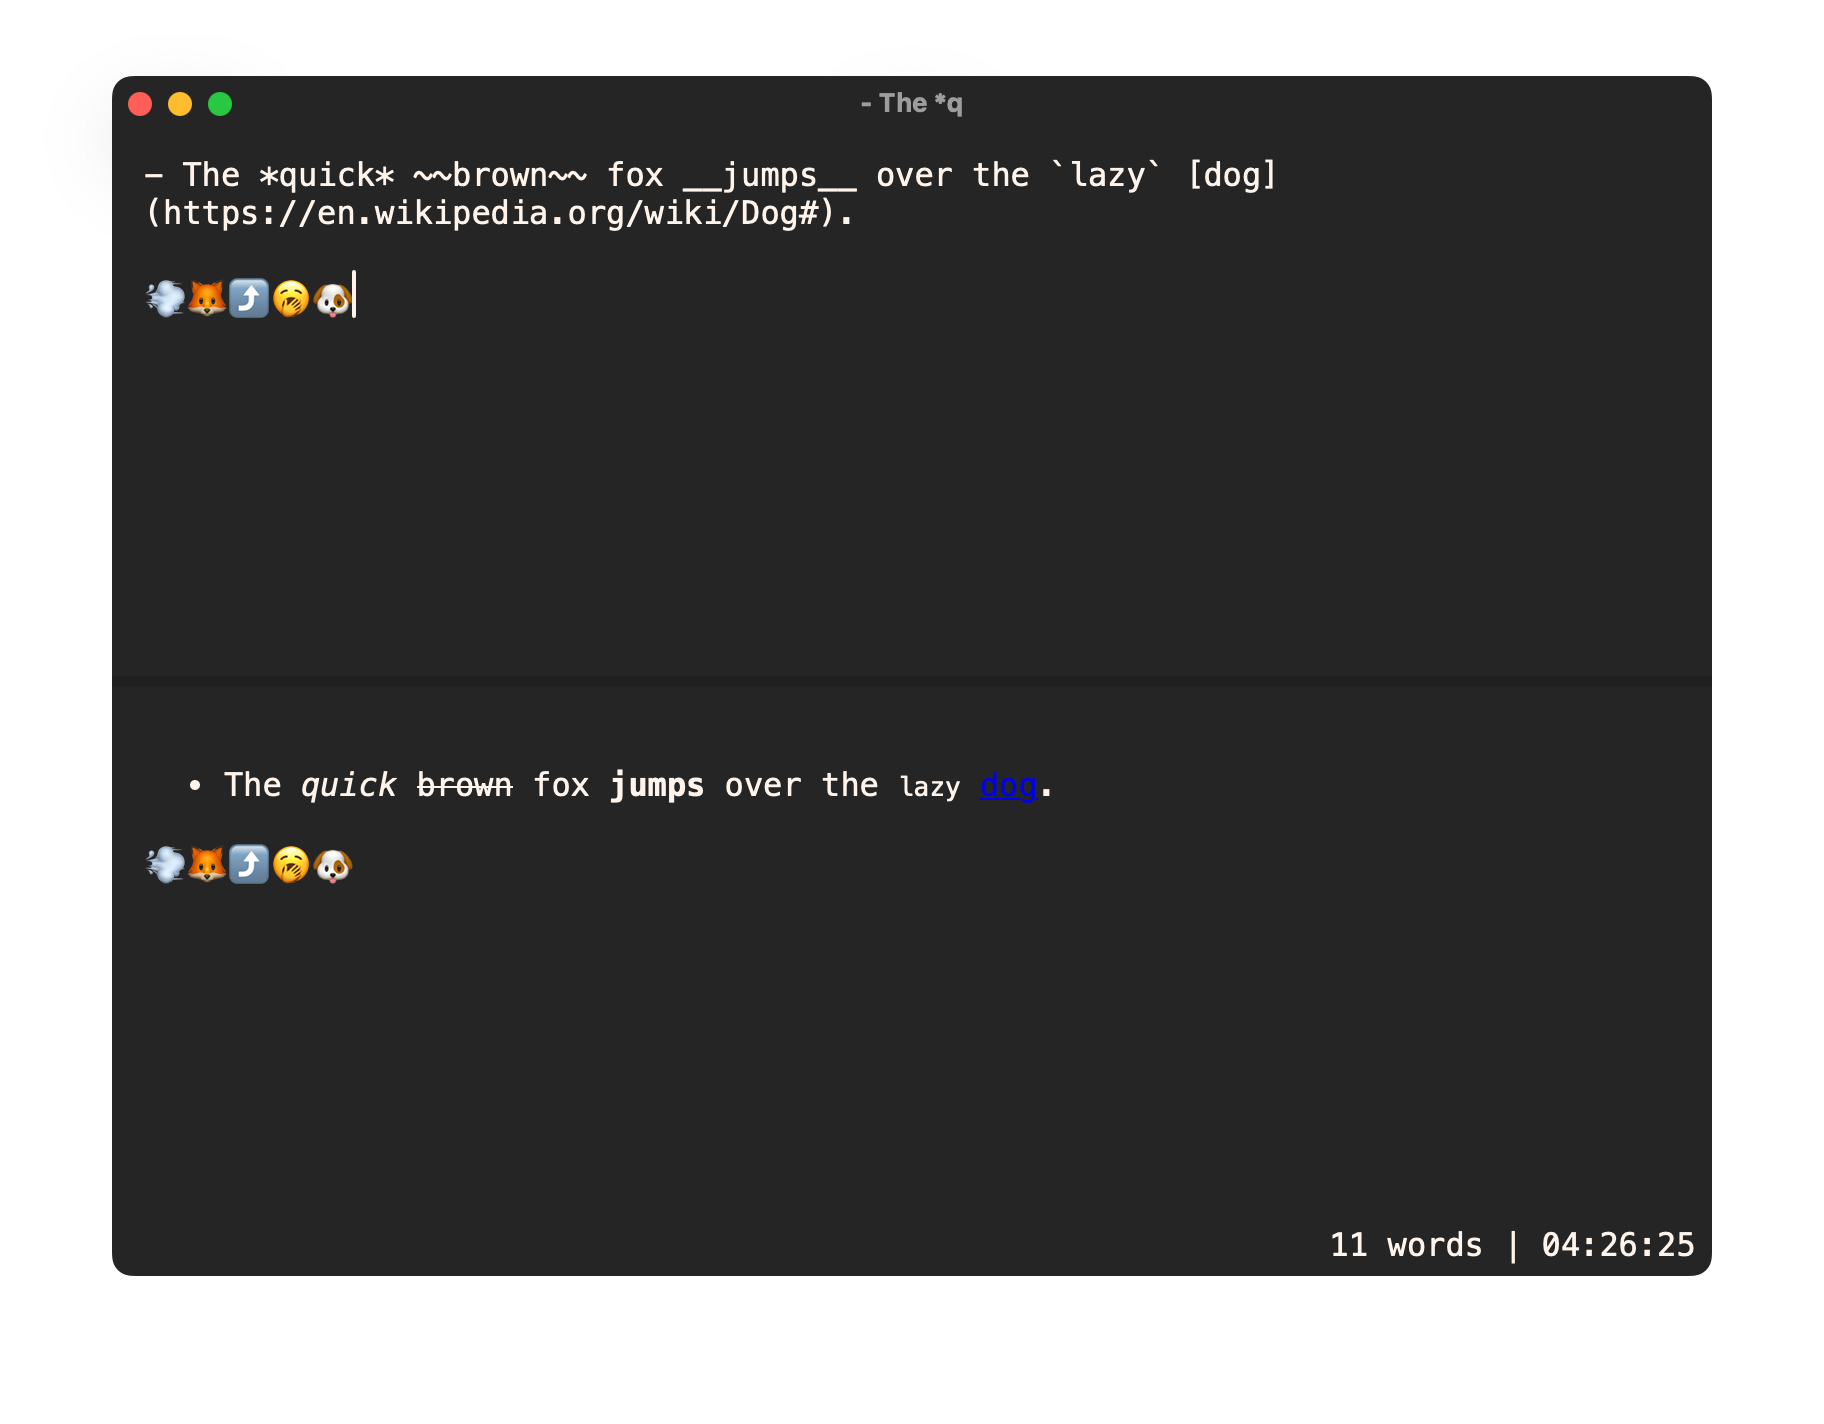 - The *q
- The *quick* ~~brown~~ fox __jumps__ over the `lazy` [dog]
(https://en.wikipedia.org/wiki/Dog#).
💨🦊⤴️🥱🐶
• The quick brown fox jumps over the lazy dog.
💨🦊⤴️🥱🐶
11 words | 04:26:25